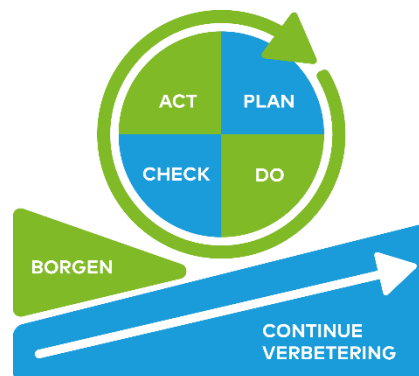 ACT
PLAN
CHECK
DO
BORGEN
CONTINUE
VERBETERING